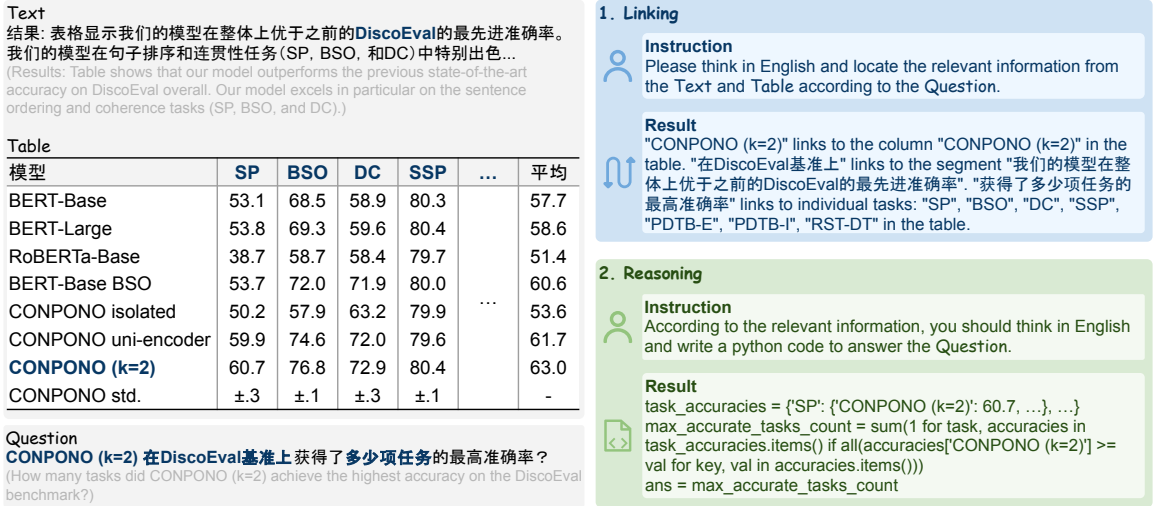 Text
结果: 表格显示我们的模型在整体上优于之前的DiscoEval的最先进准确率。
我们的模型在句子排序和连贯性任务(SP, BSO, 和DC)中特别出色...
(Results: Table shows that our model outperforms the previous state-of-the-art
accuracy on DiscoEval overall. Our model excels in particular on the sentence
ordering and coherence tasks (SP, BSO, and DC).)
Table
模型 SP BSO DC SSP ... 平均
BERT-Base 53.1 68.5 58.9 80.3 57.7
BERT-Large 53.8 69.3 59.6 80.4 58.6
RoBERTa-Base 38.7 58.7 58.4 79.7 51.4
BERT-Base BSO 53.7 72.0 71.9 80.0 60.6
...
CONPONO isolated 50.2 57.9 63.2 79.9 53.6
CONPONO uni-encoder 59.9 74.6 72.0 79.6 61.7
CONPONO (k=2) 60.7 76.8 72.9 80.4 63.0
CONPONO std. ±.3 ±.1 ±.3 ±.1 -
Question
CONPONO (k=2) 在DiscoEval基准上获得了多少项任务的最高准确率？
(How many tasks did CONPONO (k=2) achieve the highest accuracy on the DiscoEval
benchmark?)
1. Linking
Instruction
Please think in English and locate the relevant information from
the Text and Table according to the Question.
Result
"CONPONO (k=2)" links to the column "CONPONO (k=2)" in the
table. "在DiscoEval基准上" links to the segment "我们的模型在整
体上优于之前的DiscoEval的最先进准确率". "获得了多少项任务的
最高准确率" links to individual tasks: "SP", "BSO", "DC", "SSP",
"PDTB-E", "PDTB-I", "RST-DT" in the table.
2. Reasoning
Instruction
According to the relevant information, you should think in English
and write a python code to answer the Question.
Result
task_accuracies = {'SP': {'CONPONO (k=2)': 60.7, …}, …}
max_accurate_tasks_count = sum(1 for task, accuracies in
task_accuracies.items() if all(accuracies['CONPONO (k=2)'] >=
val for key, val in accuracies.items()))
ans = max_accurate_tasks_count